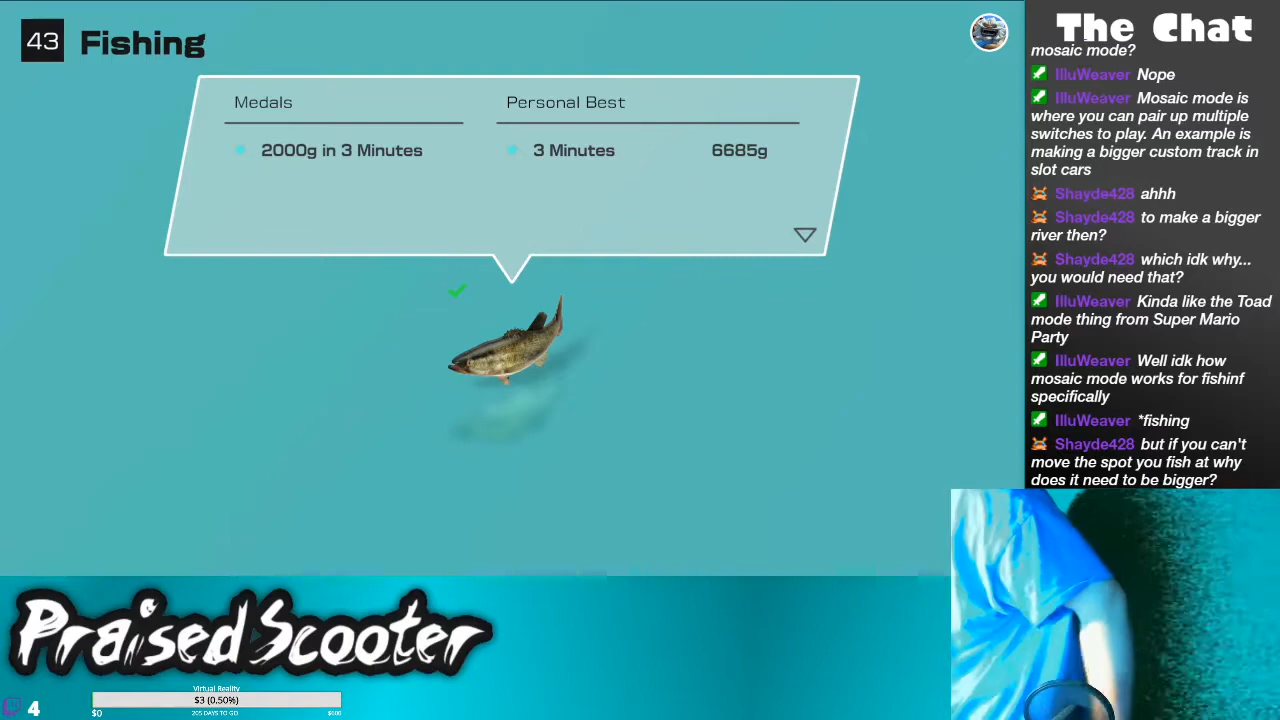 43 Fishing
Medals
Personal Best
2000g in 3 Minutes
3 Minutes 6685g
The Chat
mosaic mode?
IlluWeaver Nope
IlluWeaver Mosaic mode is
where you can pair up multiple
switches to play. An example is
making a bigger custom track in
slot cars
Shayde428 ahhh
Shayde428 to make a bigger
river then?
Shayde428 which idk why...
you would need that?
IlluWeaver Kinda like the Toad
mode thing from Super Mario
Party
IlluWeaver Well idk how
mosaic mode works for fishinf
specifically
IlluWeaver *fishing
Shayde428 but if you can't
move the spot you fish at why
does it need to be bigger?
PraisedScooter
4
Virtual Reality
$3 (0.50%)
$0 205 DAYS TO GO $600